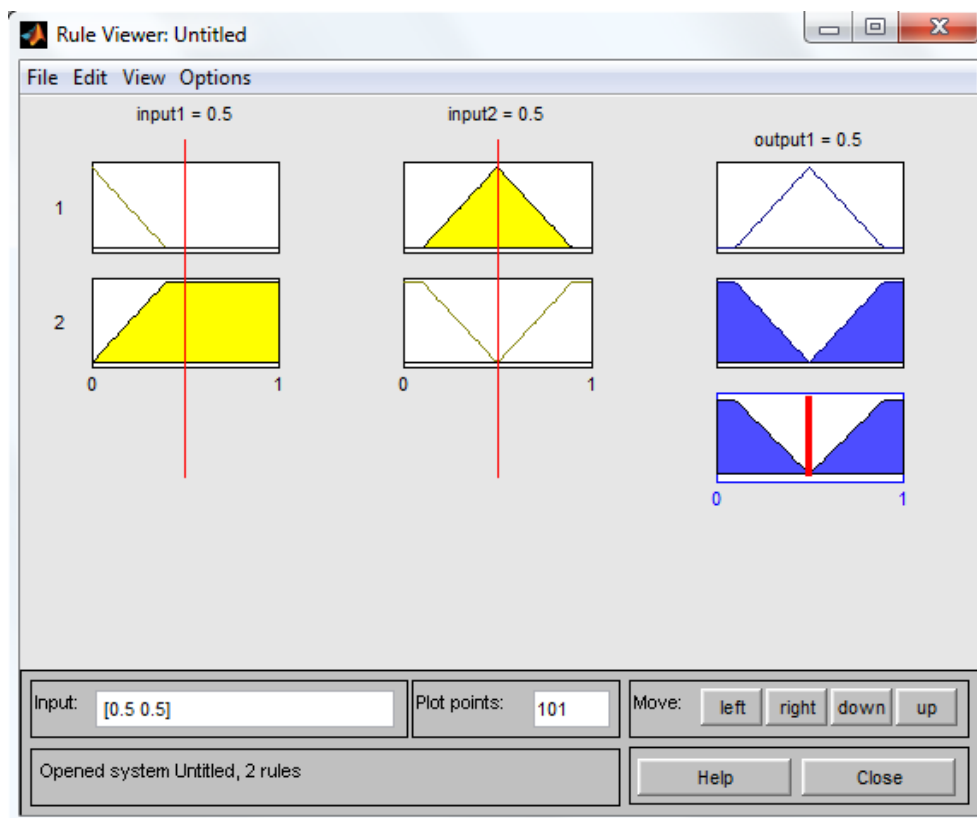 Rule Viewer: Untitled
File Edit View Options
input1 = 0.5
input2 = 0.5
output1 = 0.5
1
2
0 1
0 1
0 1
Input: [0.5 0.5]
Plot points: 101
Move: left right down up
Opened system Untitled, 2 rules
Help Close